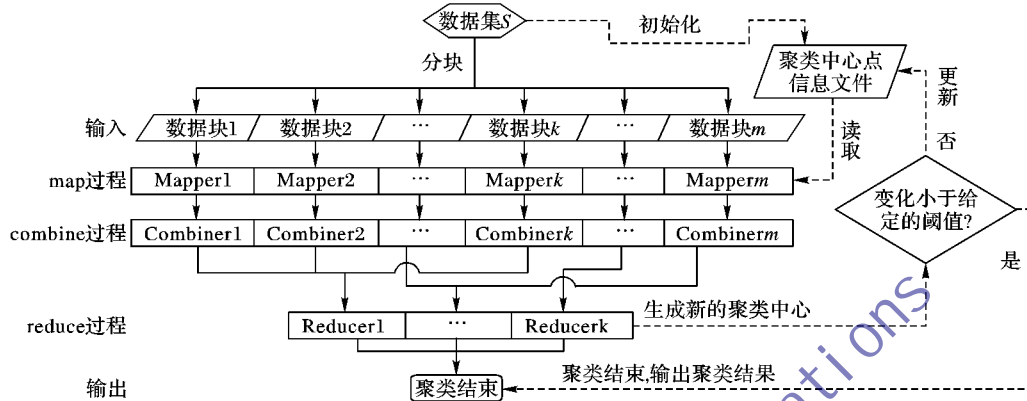 数据集S
初始化
分块
聚类中心点
信息文件
更新
输入 数据块1 数据块2 … 数据块k … 数据块m
读取
否
map过程 Mapper1 Mapper2 … Mapperk … Mapperm
变化小于给
定的阈值?
combine过程 Combiner1 Combiner2 … Combinerk … Combinerm
是
reduce过程 Reducer1 … Reducerk
生成新的聚类中心
输出 聚类结束
聚类结束,输出聚类结果